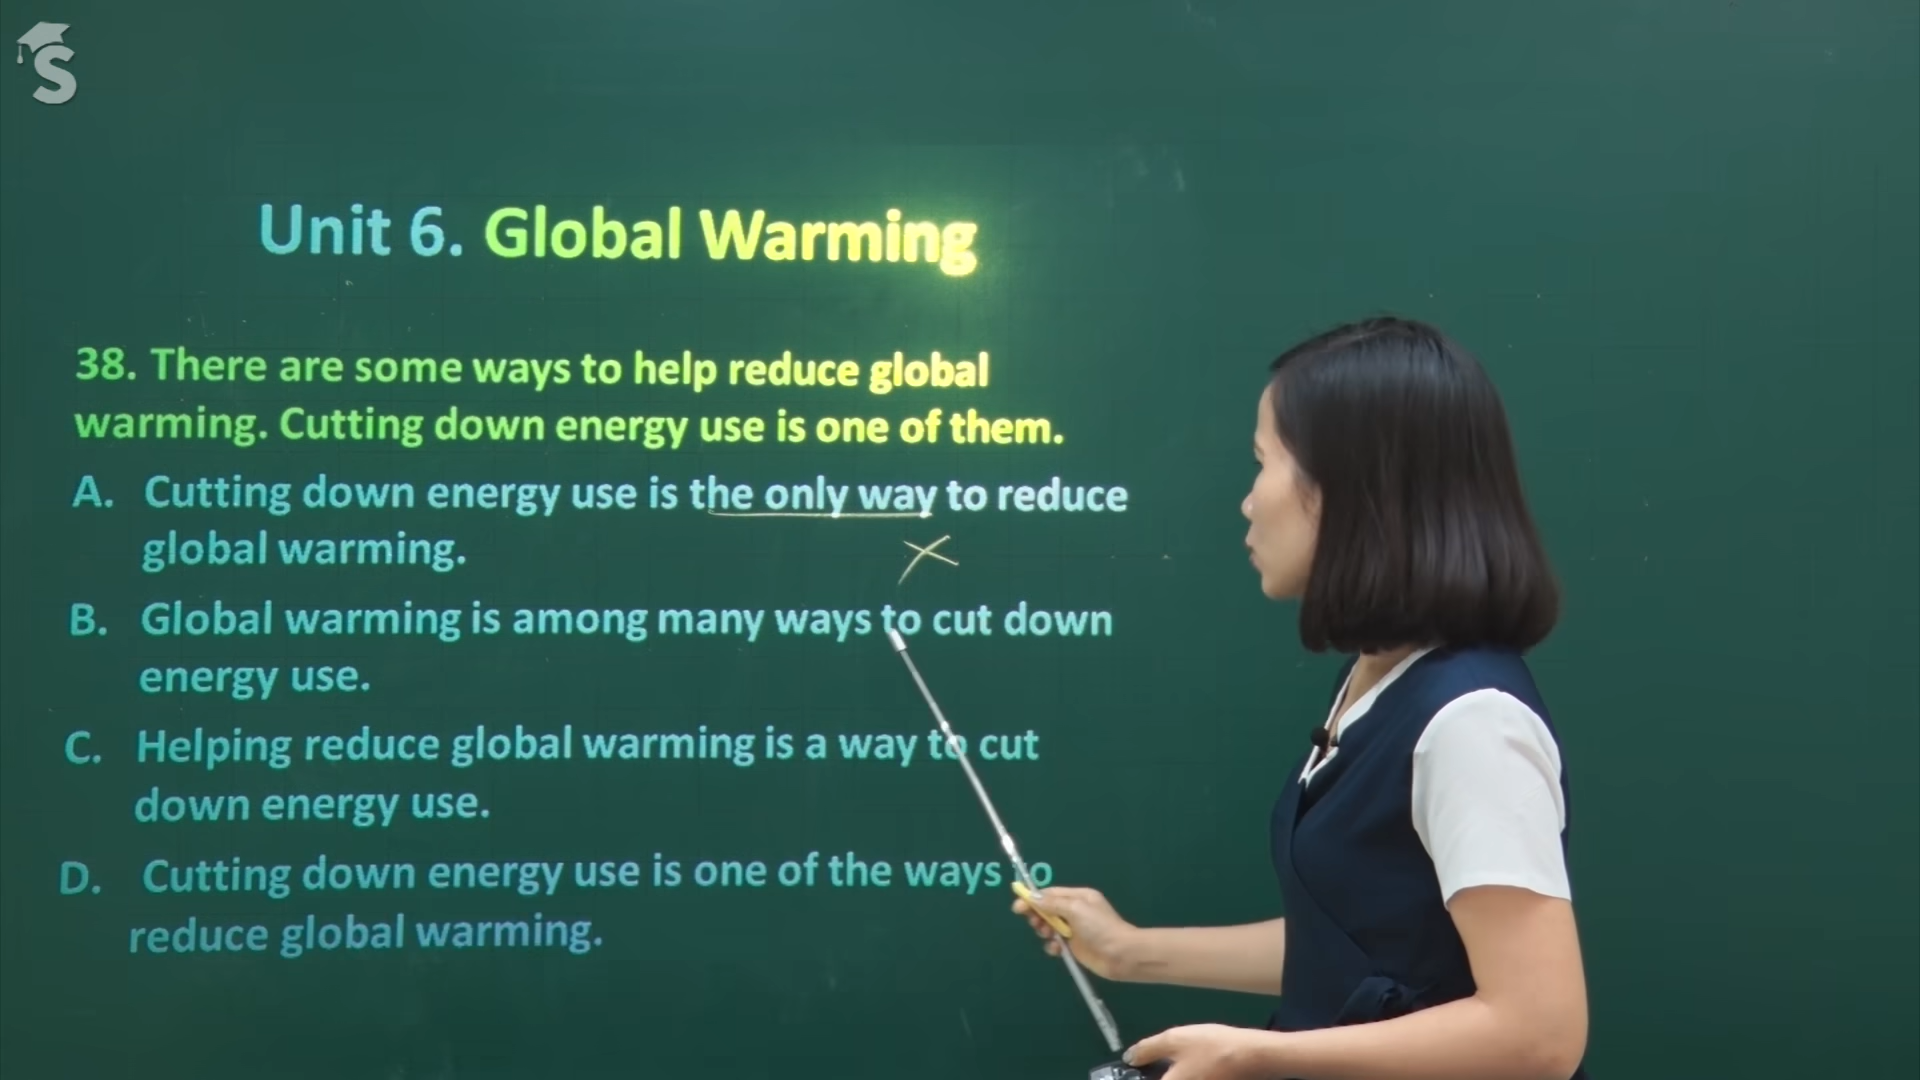 S
Unit 6. Global Warming
38. There are some ways to help reduce global
warming. Cutting down energy use is one of them.
A. Cutting down energy use is the only way to reduce
global warming.
B. Global warming is among many ways to cut down
energy use.
C. Helping reduce global warming is a way to cut
down energy use.
D. Cutting down energy use is one of the ways to
reduce global warming.